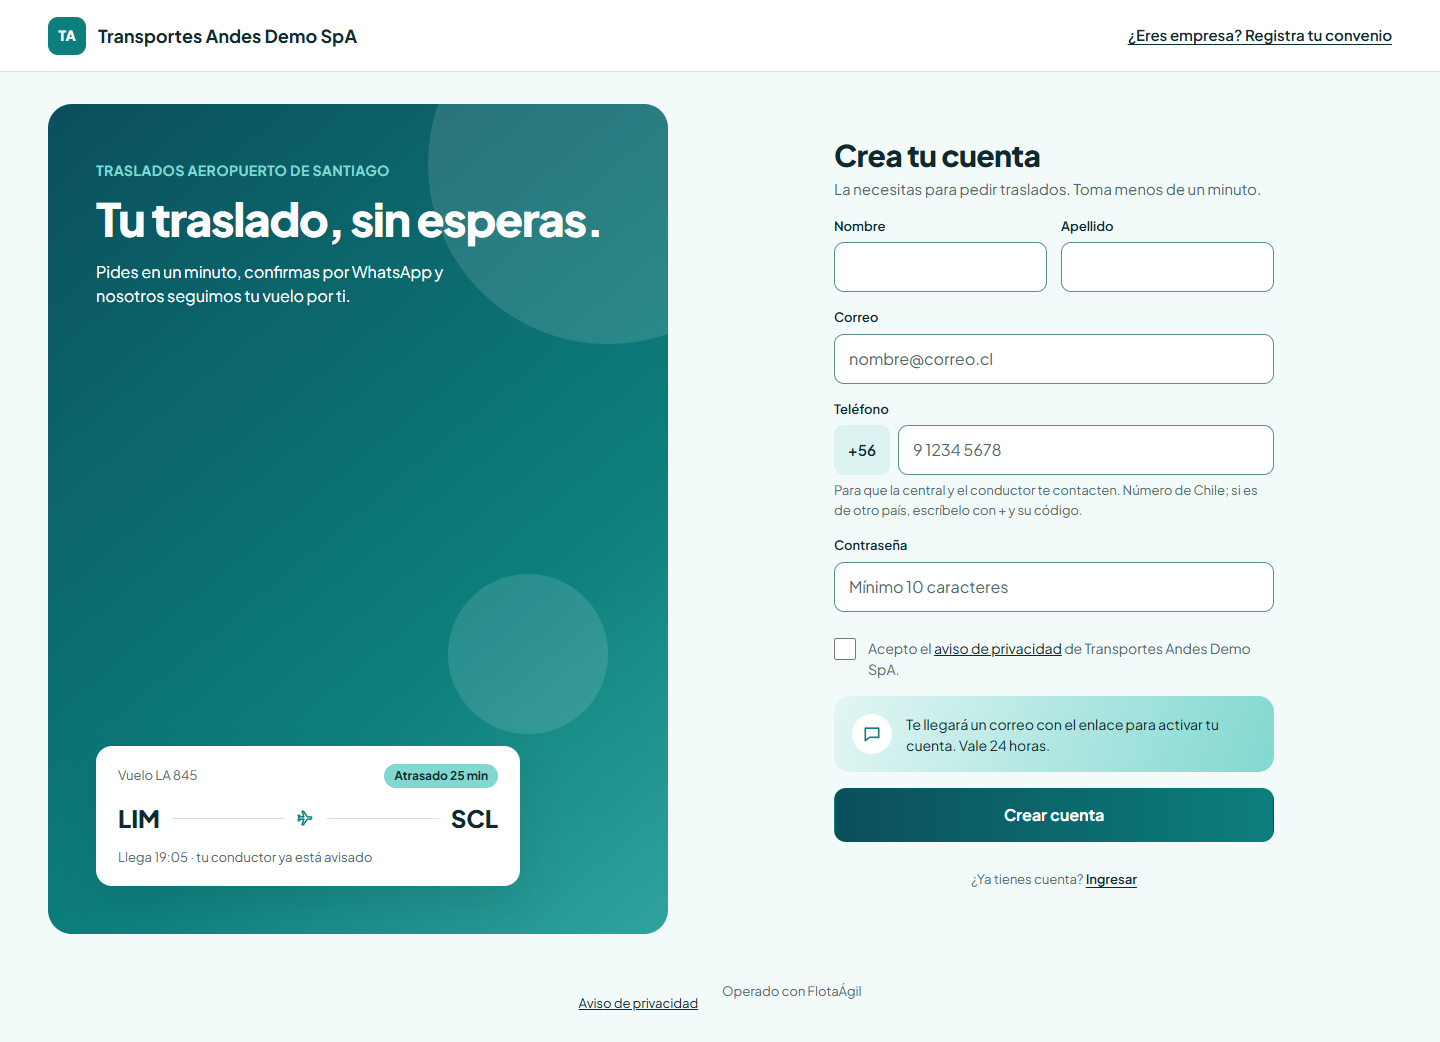 TA
Transportes Andes Demo SpA
¿Eres empresa? Registra tu convenio
TRASLADOS AEROPUERTO DE SANTIAGO
Tu traslado, sin esperas.
Pides en un minuto, confirmas por WhatsApp y
nosotros seguimos tu vuelo por ti.
Vuelo LA 845
Atrasado 25 min
LIM
SCL
Llega 19:05 · tu conductor ya está avisado
Crea tu cuenta
La necesitas para pedir traslados. Toma menos de un minuto.
Nombre
Apellido
Correo
nombre@correo.cl
Teléfono
+56
9 1234 5678
Para que la central y el conductor te contacten. Número de Chile; si es
de otro país, escríbelo con + y su código.
Contraseña
Mínimo 10 caracteres
Acepto el aviso de privacidad de Transportes Andes Demo
SpA.
Te llegará un correo con el enlace para activar tu
cuenta. Vale 24 horas.
Crear cuenta
¿Ya tienes cuenta? Ingresar
Aviso de privacidad
Operado con FlotaÁgil